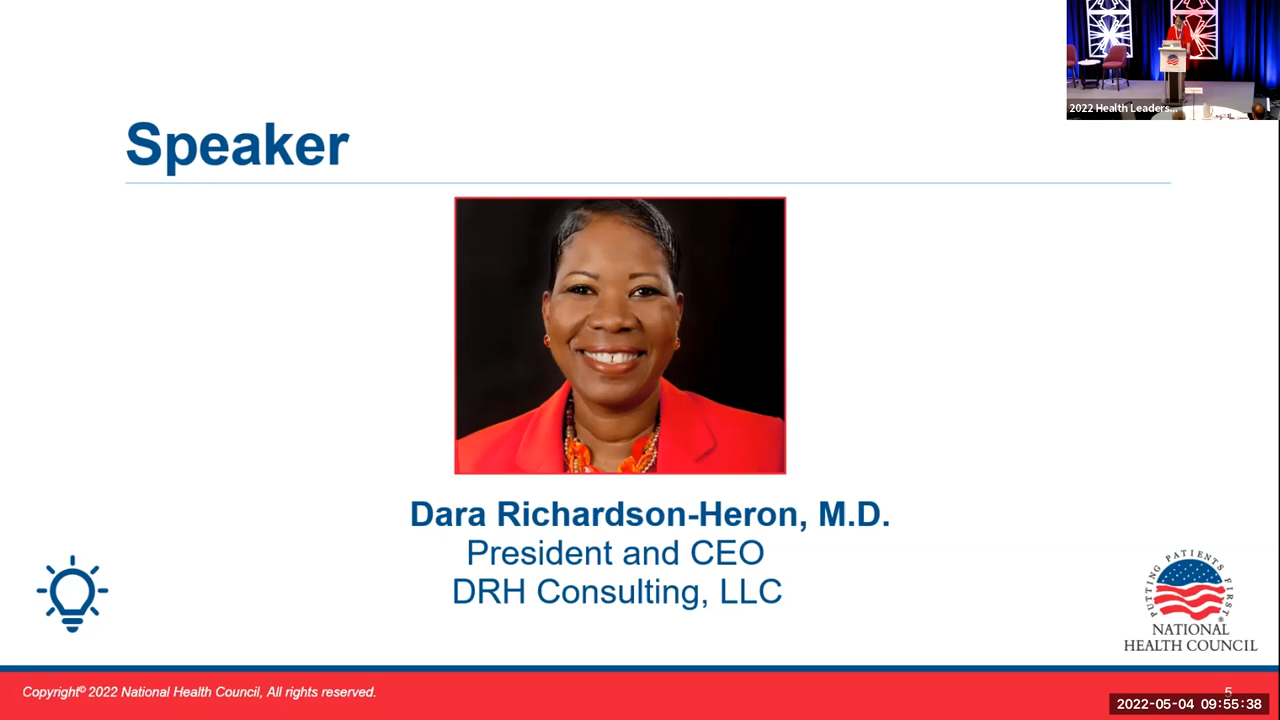 2022 Health Leaders...
Speaker
Dara Richardson-Heron, M.D.
President and CEO
DRH Consulting, LLC
PUTTING PATIENTS FIRST
®
NATIONAL
HEALTH COUNCIL
Copyright© 2022 National Health Council, All rights reserved.
5
2022-05-04 09:55:38